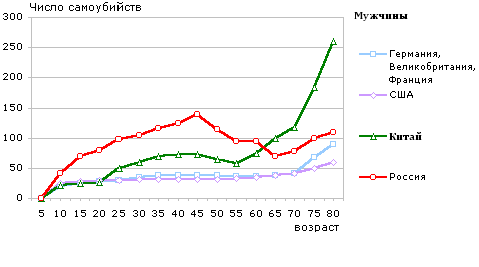 Число самоубийств
Мужчины
300
250
200
150
100
50
0
5 10 15 20 25 30 35 40 45 50 55 60 65 70 75 80
возраст
Германия,
Великобритания,
Франция
США
Китай
Россия